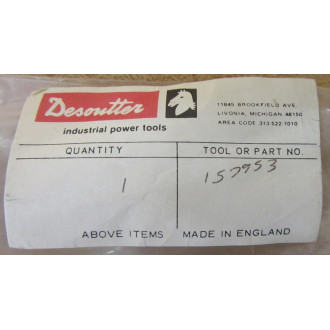 Desoutter
industrial power tools
11845 BROOKFIELD AVE.
LIVONIA, MICHIGAN 48150
AREA CODE 313-522-7010
QUANTITY
TOOL OR PART NO.
1
157953
ABOVE ITEMS MADE IN ENGLAND